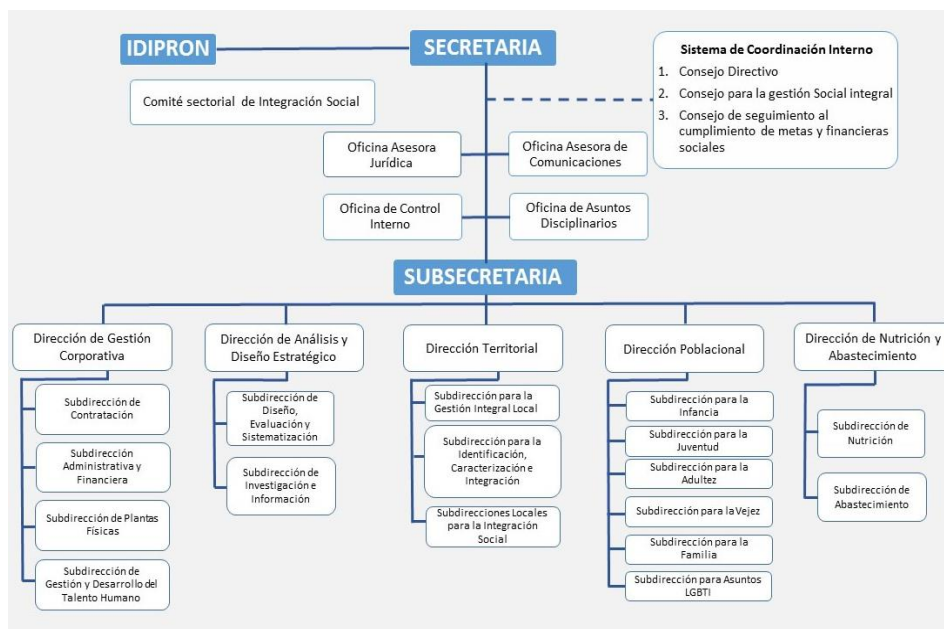 IDIPRON
SECRETARIA
Sistema de Coordinación Interno
1. Consejo Directivo
2. Consejo para la gestión Social integral
3. Consejo de seguimiento al
cumplimiento de metas y financieras
sociales
Comité sectorial de Integración Social
Oficina Asesora
Jurídica
Oficina Asesora
de Comunicaciones
Oficina de Control
Interno
Oficina de Asuntos
Disciplinarios
SUBSECRETARIA
Dirección de Gestión
Corporativa
Subdirección de
Contratación
Subdirección
Administrativa y
Financiera
Subdirección de Plantas
Físicas
Subdirección de
Gestión y Desarrollo del
Talento Humano
Dirección de Análisis y
Diseño Estratégico
Subdirección de
Diseño,
Evaluación y
Sistematización
Subdirección de
Investigación e
Información
Dirección Territorial
Subdirección para la
Gestión Integral Local
Subdirección para la
Identificación,
Caracterización e
Integración
Subdirecciones Locales
para la Integración
Social
Dirección Poblacional
Subdirección para la
Infancia
Subdirección para la
Juventud
Subdirección para la
Adultez
Subdirección para la Vejez
Subdirección para la
Familia
Subdirección para Asuntos
LGBTI
Dirección de Nutrición y
Abastecimiento
Subdirección de
Nutrición
Subdirección de
Abastecimiento